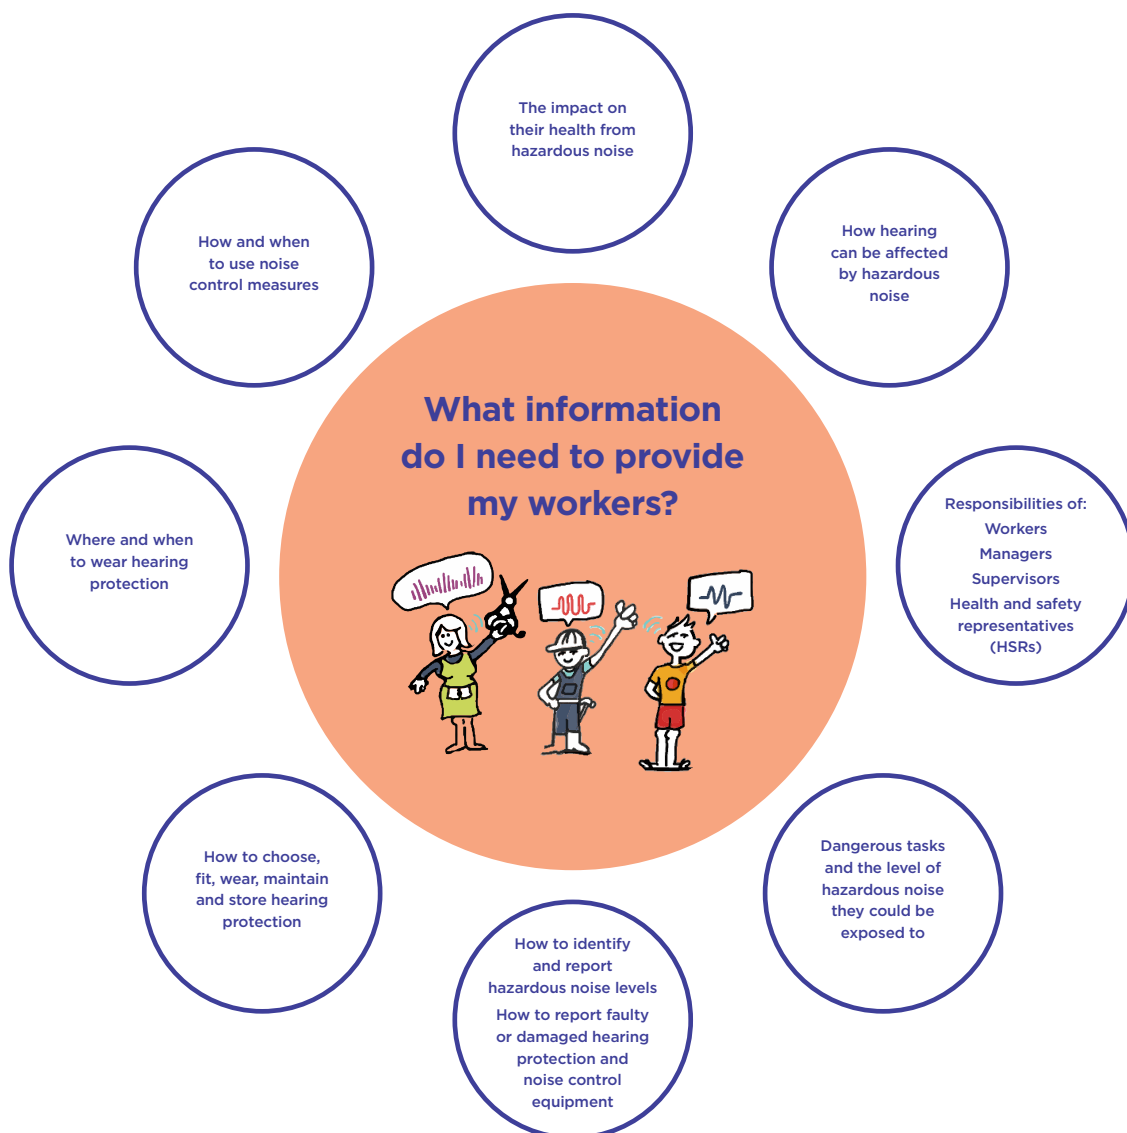 The impact on
their health from
hazardous noise
How hearing
can be affected
by hazardous
noise
Responsibilities of:
Workers
Managers
Supervisors
Health and safety
representatives
(HSRs)
Dangerous tasks
and the level of
hazardous noise
they could be
exposed to
How to identify
and report
hazardous noise levels
How to report faulty
or damaged hearing
protection and
noise control
equipment
How to choose,
fit, wear, maintain
and store hearing
protection
Where and when
to wear hearing
protection
How and when
to use noise
control measures
What information
do I need to provide
my workers?